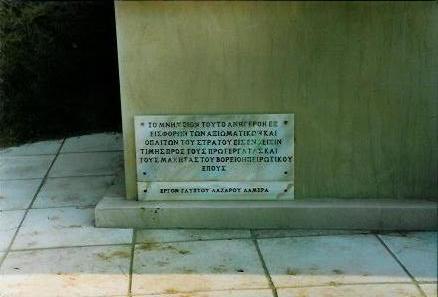 ΤΟ ΜΝΗΜΕΙΟΝ ΤΟΥΤΟ ΑΝΗΓΕΡΘΗ ΕΞ
ΕΙΣΦΟΡΩΝ ΤΩΝ ΑΞΙΩΜΑΤΙΚΩΝ ΚΑΙ
ΟΠΛΙΤΩΝ ΤΟΥ ΣΤΡΑΤΟΥ ΕΙΣ ΕΝΔΕΙΞΙΝ
ΤΙΜΗΣ ΠΡΟΣ ΤΟΥΣ ΠΡΩΤΕΡΓΑΤΑΣ ΚΑΙ
ΤΟΥΣ ΜΑΧΗΤΑΣ ΤΟΥ ΒΟΡΕΙΟΗΠΕΙΡΩΤΙΚΟΥ
ΕΠΟΥΣ
ΕΡΓΟΝ ΓΛΥΠΤΟΥ ΛΑΖΑΡΟΥ ΛΑΜΕΡΑ